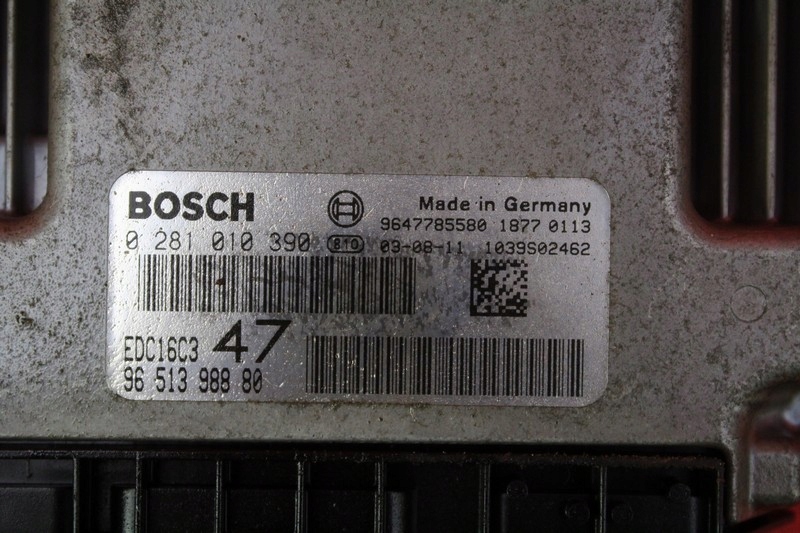 BOSCH
Made in Germany
9647785580 1877 0113
0 281 010 390 810 03-08-11 1039S02462
EDC16C3 47
96 513 988 80